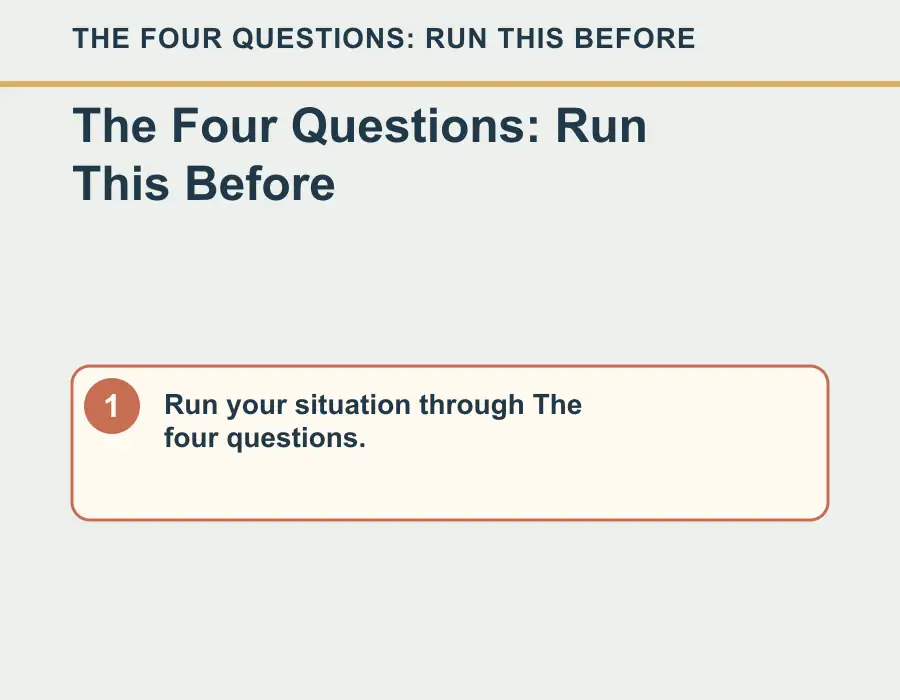 THE FOUR QUESTIONS: RUN THIS BEFORE
The Four Questions: Run
This Before
1
Run your situation through The
four questions.